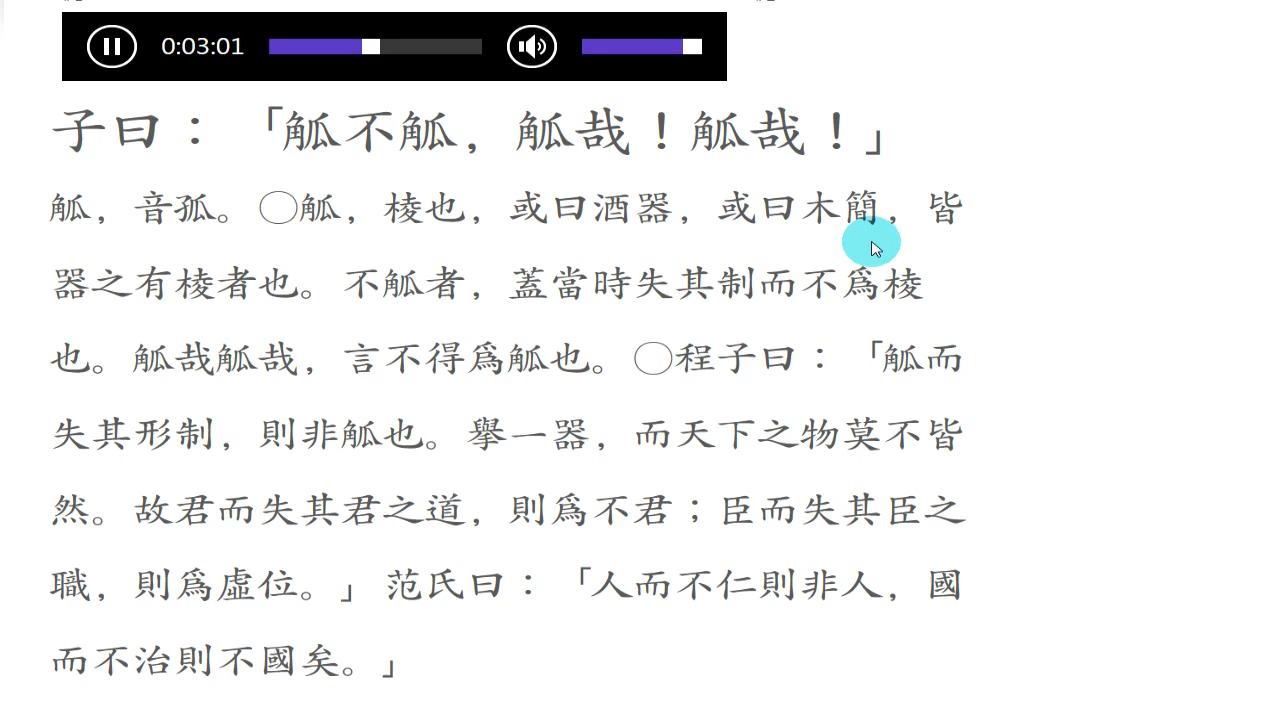 0:03:01
子曰：「觚不觚，觚哉！觚哉！」
觚，音孤。○觚，棱也，或曰酒器，或曰木簡，皆
器之有棱者也。不觚者，蓋當時失其制而不爲棱
也。觚哉觚哉，言不得爲觚也。○程子曰：「觚而
失其形制，則非觚也。擧一器，而天下之物莫不皆
然。故君而失其君之道，則爲不君；臣而失其臣之
職，則爲虛位。」范氏曰：「人而不仁則非人，國
而不治則不國矣。」